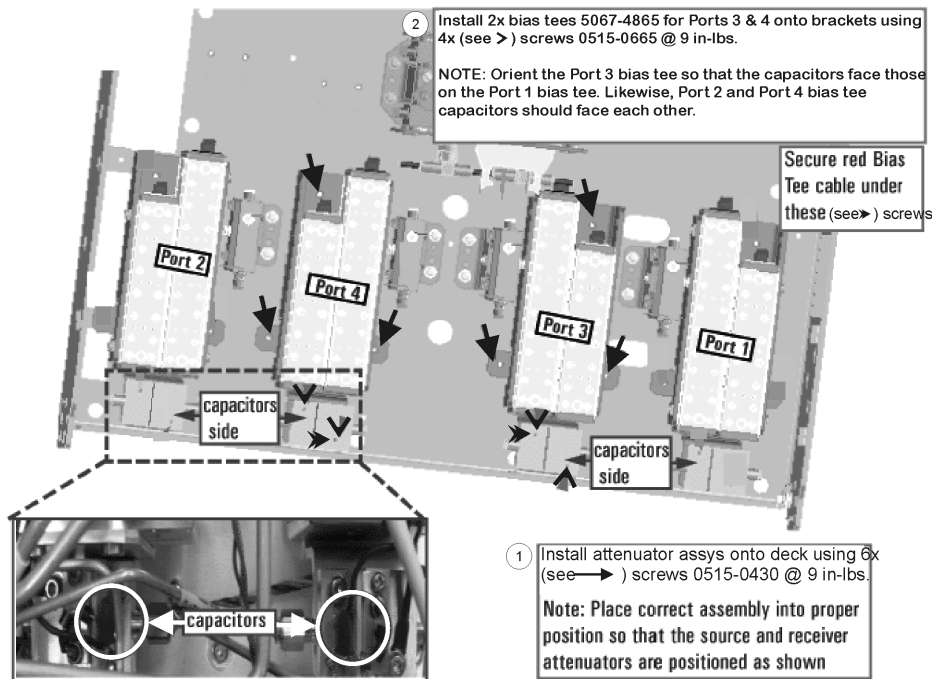 2
Install 2x bias tees 5067-4865 for Ports 3 & 4 onto brackets using
4x (see > ) screws 0515-0665 @ 9 in-lbs.
NOTE: Orient the Port 3 bias tee so that the capacitors face those
on the Port 1 bias tee. Likewise, Port 2 and Port 4 bias tee
capacitors should face each other.
Secure red Bias
Tee cable under
these (see➤ ) screws
Port 2
Port 4
Port 3
Port 1
capacitors
side
capacitors
side
capacitors
1
Install attenuator assys onto deck using 6x
(see ) screws 0515-0430 @ 9 in-lbs.
Note: Place correct assembly into proper
position so that the source and receiver
attenuators are positioned as shown